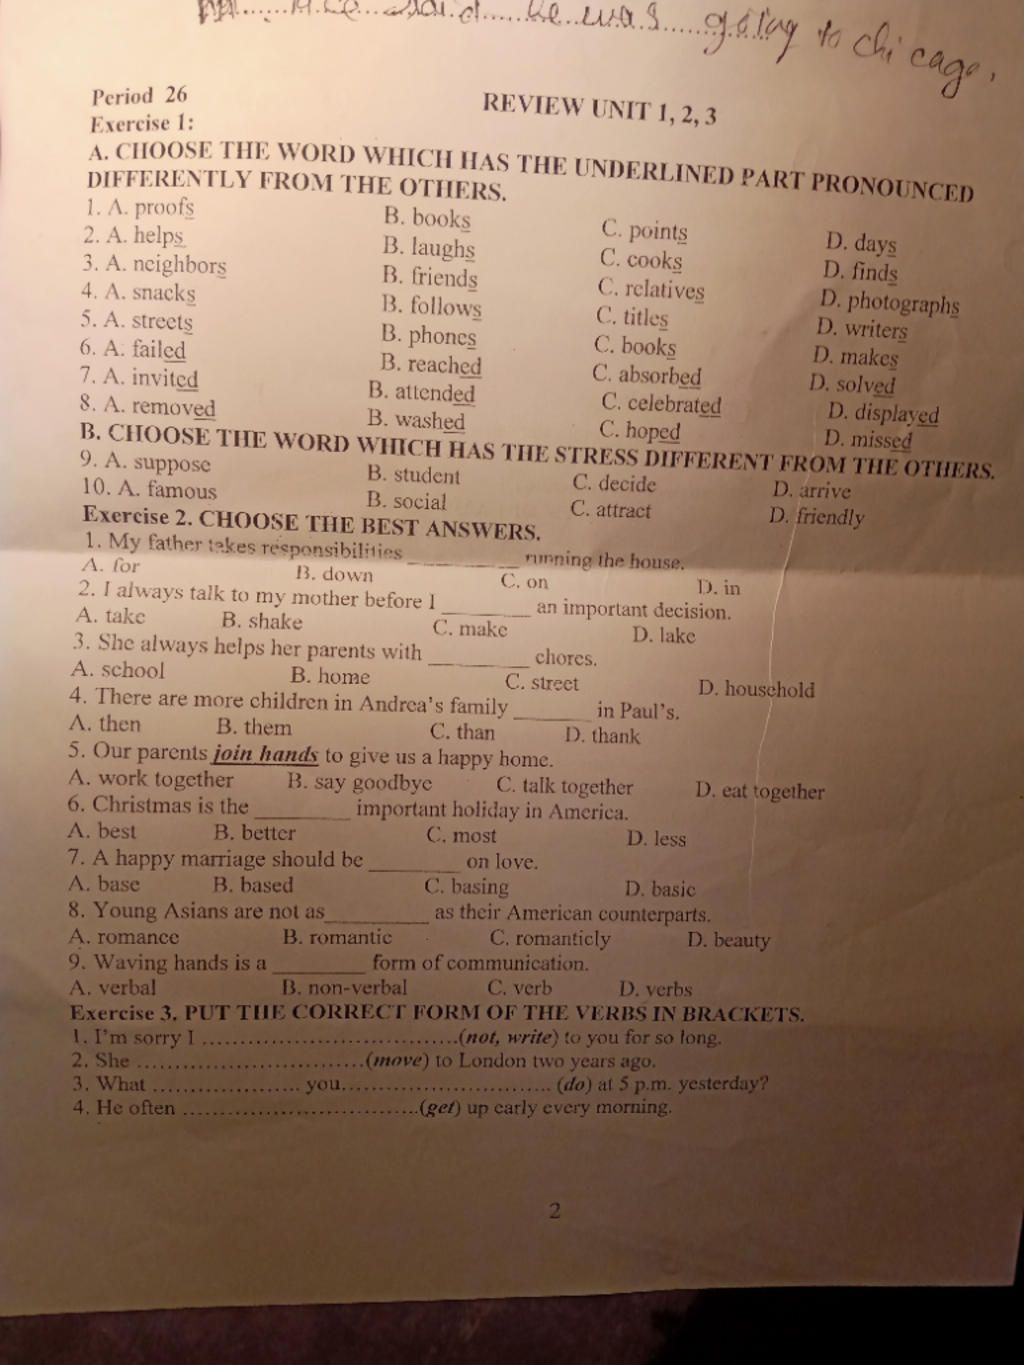 He said he was going to chicago.
Period 26
REVIEW UNIT 1, 2, 3
Exercise 1:
A. CHOOSE THE WORD WHICH HAS THE UNDERLINED PART PRONOUNCED
DIFFERENTLY FROM THE OTHERS.
1. A. proofs B. books C. points D. days
2. A. helps B. laughs C. cooks D. finds
3. A. neighbors B. friends C. relatives D. photographs
4. A. snacks B. follows C. titles D. writers
5. A. streets B. phones C. books D. makes
6. A. failed B. reached C. absorbed D. solved
7. A. invited B. attended C. celebrated D. displayed
8. A. removed B. washed C. hoped D. missed
B. CHOOSE THE WORD WHICH HAS THE STRESS DIFFERENT FROM THE OTHERS.
9. A. suppose B. student C. decide D. arrive
10. A. famous B. social C. attract D. friendly
Exercise 2. CHOOSE THE BEST ANSWERS.
1. My father takes responsibilities __________ running the house.
A. for B. down C. on D. in
2. I always talk to my mother before I ________ an important decision.
A. take B. shake C. make D. lake
3. She always helps her parents with _________ chores.
A. school B. home C. street D. household
4. There are more children in Andrea's family _______ in Paul's.
A. then B. them C. than D. thank
5. Our parents join hands to give us a happy home.
A. work together B. say goodbye C. talk together D. eat together
6. Christmas is the _________ important holiday in America.
A. best B. better C. most D. less
7. A happy marriage should be ________ on love.
A. base B. based C. basing D. basic
8. Young Asians are not as_________ as their American counterparts.
A. romance B. romantic C. romanticly D. beauty
9. Waving hands is a ________ form of communication.
A. verbal B. non-verbal C. verb D. verbs
Exercise 3. PUT THE CORRECT FORM OF THE VERBS IN BRACKETS.
1. I'm sorry I ........................................(not, write) to you for so long.
2. She ....................................(move) to London two years ago.
3. What ....................... you................................. (do) at 5 p.m. yesterday?
4. He often .....................................(get) up early every morning.
2